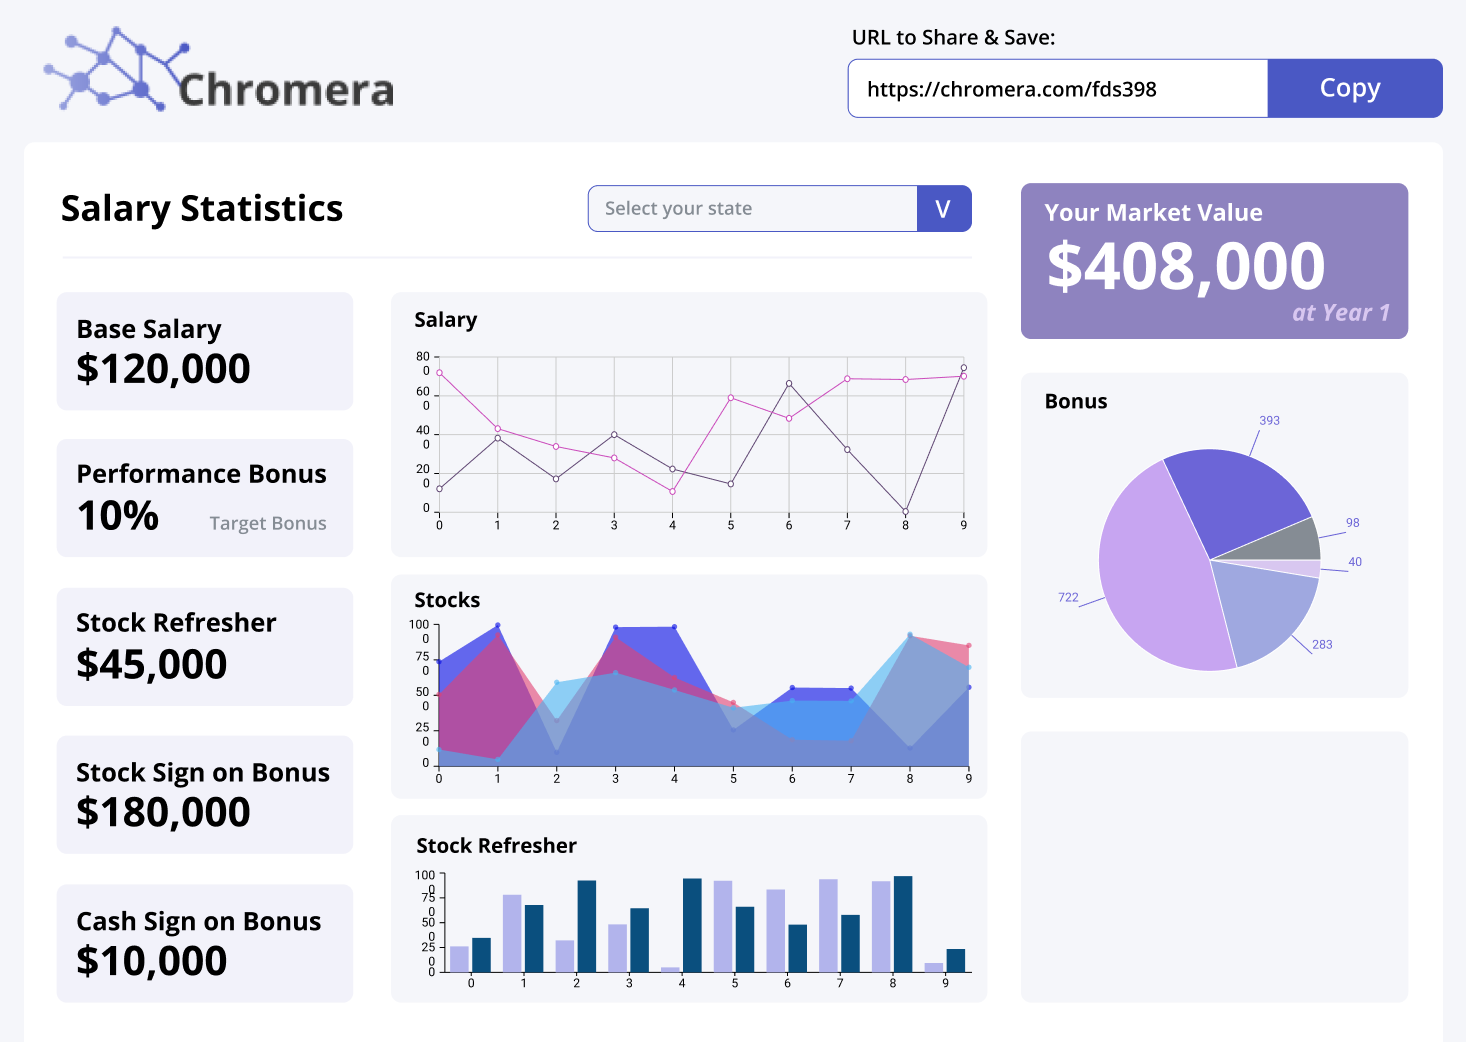 Chromera
URL to Share & Save:
https://chromera.com/fds398
Copy
Salary Statistics
Select your state
V
Your Market Value
$408,000
at Year 1
Base Salary
$120,000
Performance Bonus
10%
Target Bonus
Stock Refresher
$45,000
Stock Sign on Bonus
$180,000
Cash Sign on Bonus
$10,000
Salary
80
0
60
0
40
0
20
0
0
0 1 2 3 4 5 6 7 8 9
Stocks
100
0
75
0
50
0
25
0
0
0 1 2 3 4 5 6 7 8 9
Stock Refresher
100
0
75
0
50
0
25
0
0
0 1 2 3 4 5 6 7 8 9
Bonus
393
98
40
722
283